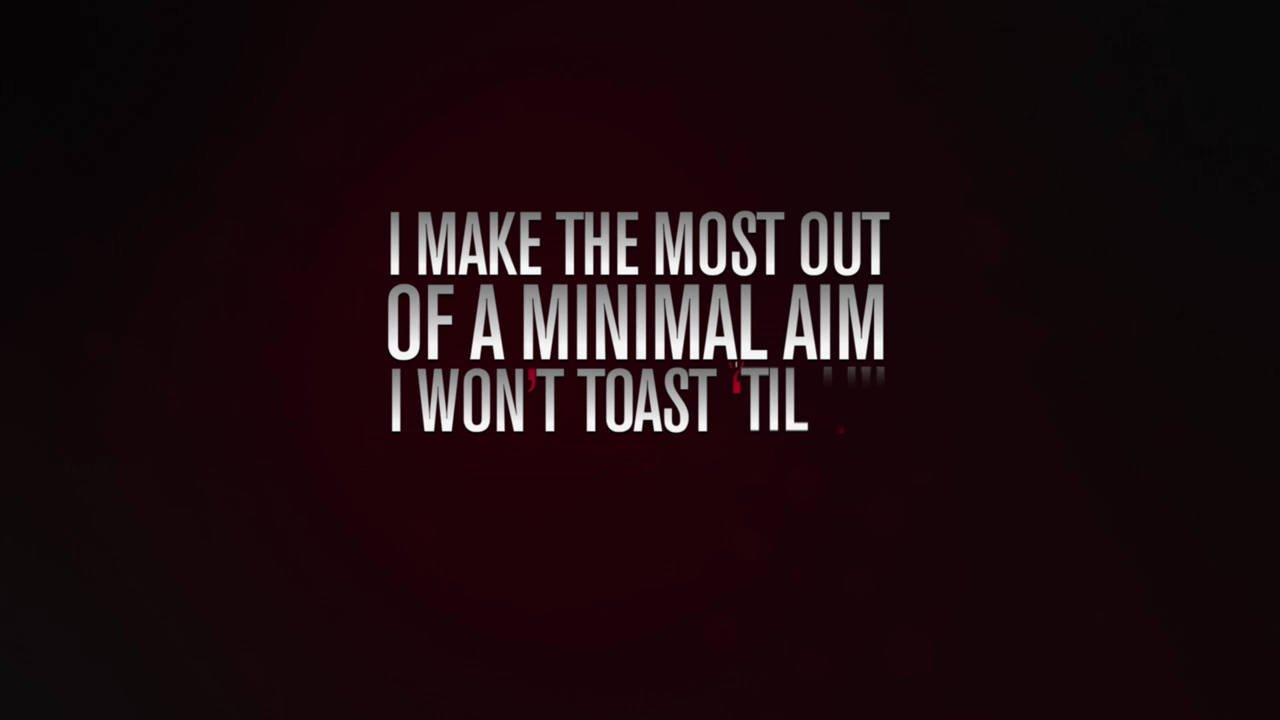 I MAKE THE MOST OUT
OF A MINIMAL AIM
I WON’T TOAST ‘TIL